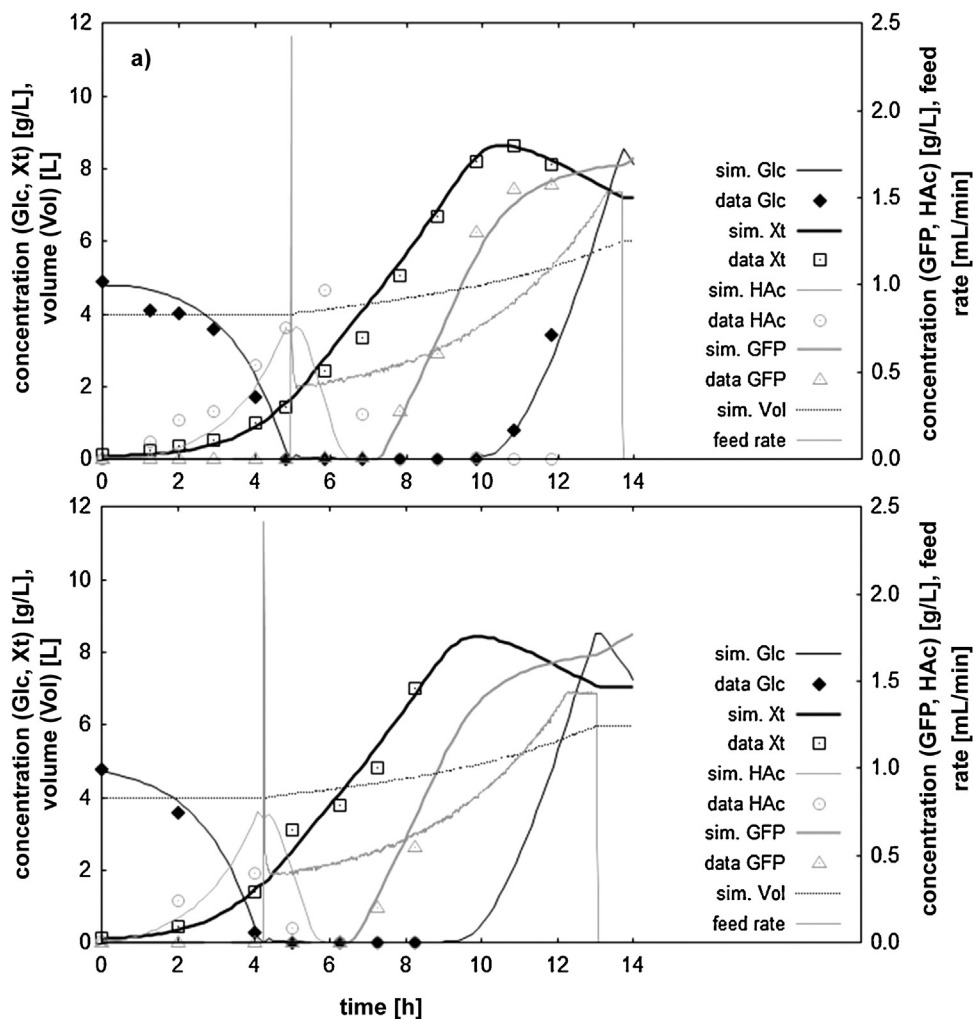 a)
concentration (Glc, Xt) [g/L],
volume (Vol) [L]
12
10
8
6
4
2
0
2.5
2.0
1.5
1.0
0.5
0.0
concentration (GFP, HAc) [g/L], feed
rate [mL/min]
sim. Glc
data Glc
sim. Xt
data Xt
sim. HAc
data HAc
sim. GFP
data GFP
sim. Vol
feed rate
0 2 4 6 8 10 12 14
concentration (Glc, Xt) [g/L],
volume (Vol) [L]
12
10
8
6
4
2
0
2.5
2.0
1.5
1.0
0.5
0.0
concentration (GFP, HAc) [g/L], feed
rate [mL/min]
sim. Glc
data Glc
sim. Xt
data Xt
sim. HAc
data HAc
sim. GFP
data GFP
sim. Vol
feed rate
0 2 4 6 8 10 12 14
time [h]